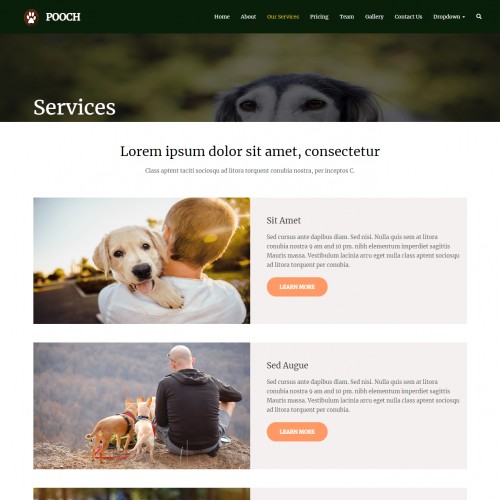 POOCH
Home About Our Services Pricing Team Gallery Contact Us Dropdown
Services
Lorem ipsum dolor sit amet, consectetur
Class aptent taciti sociosqu ad litora torquent conubia nostra, per inceptos C.
Sit Amet
Sed cursus ante dapibus diam. Sed nisi. Nulla quis sem at litora
conubia nostra 9 am and 10 pm. nibh elementum imperdiet sagittis
Mauris massa. Vestibulum lacinia arcu eget nulla class aptent sociosqu
ad litora torquent per conubia.
LEARN MORE
Sed Augue
Sed cursus ante dapibus diam. Sed nisi. Nulla quis sem at litora
conubia nostra 9 am and 10 pm. nibh elementum imperdiet sagittis
Mauris massa. Vestibulum lacinia arcu eget nulla class aptent sociosqu
ad litora torquent per conubia.
LEARN MORE